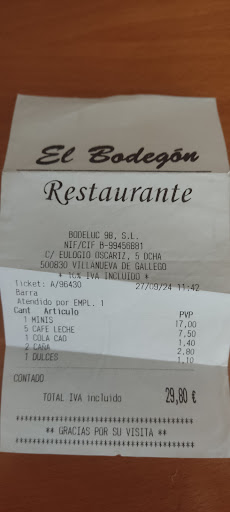 El Bodegón
Restaurante
BODELUC 98, S.L.
NIF/CIF B-99456881
C/ EULOGIO OSCARIZ, 5 DCHA
500830 VILLANUEVA DE GALLEGO
* 10% IVA INCLUIDO *
Ticket: A/96430 27/09/24 11:42
Barra
Atendido por EMPL. 1
Cant Artículo PVP
1 MINIS 17,00
5 CAFE LECHE 7,50
1 COLA CAO 1,40
2 CAÑA 2,80
1 DULCES 1,10
CONTADO
TOTAL IVA incluido 29,80 €
** GRACIAS POR SU VISITA **